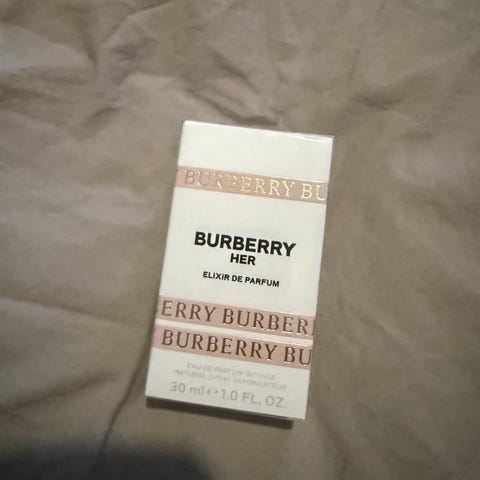 BURBERRY BU
BURBERRY
HER
ELIXIR DE PARFUM
ERRY BURBER
BURBERRY BU
EAU DE PARFUM INTENSE
NATURAL SPRAY VAPORISATEUR
30 ml ℮ 1.0 FL. OZ.